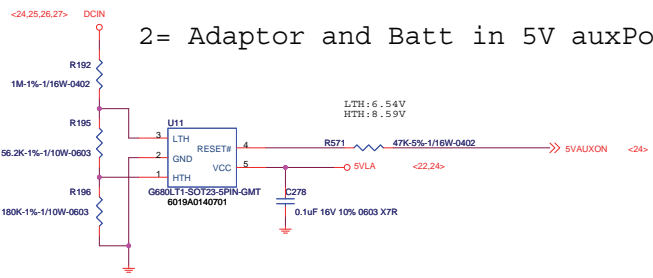 <24,25,26,27> DCIN
2= Adaptor and Batt in 5V auxPo
R192
1M-1%-1/16W-0402
LTH:6.54V
HTH:8.59V
R195
56.2K-1%-1/10W-0603
U11
3 LTH
2 GND
1 HTH
RESET# 4
VCC 5
R571 47K-5%-1/16W-0402
5VAUXON <24>
5VLA <22,24>
R196
180K-1%-1/10W-0603
G680LT1-SOT23-5PIN-GMT
6019A0140701
C278
0.1uF 16V 10% 0603 X7R